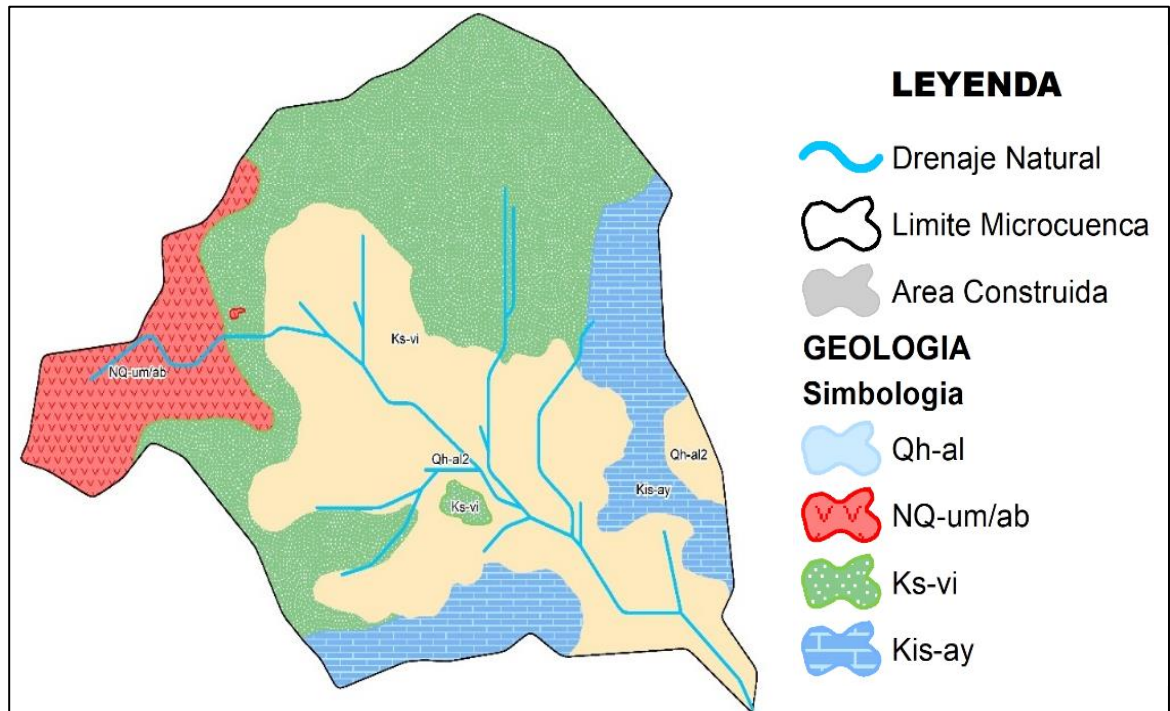 LEYENDA
Drenaje Natural
Limite Microcuenca
Area Construida
GEOLOGIA
Simbologia
Qh-al
NQ-um/ab
Ks-vi
Kis-ay
Ks-vi
NQ-um/ab
Qh-al2
Qh-al2
Kis-ay
Ks-vi